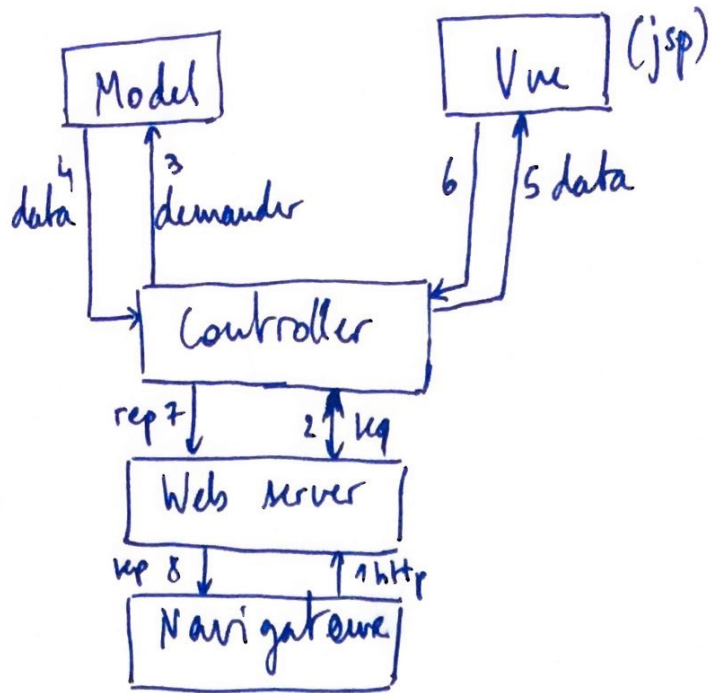 Model
Vue
(jsp)
4
data
3
demander
6
5 data
Controller
rep 7
2 req
Web server
rep 8
1 http
Navigateure